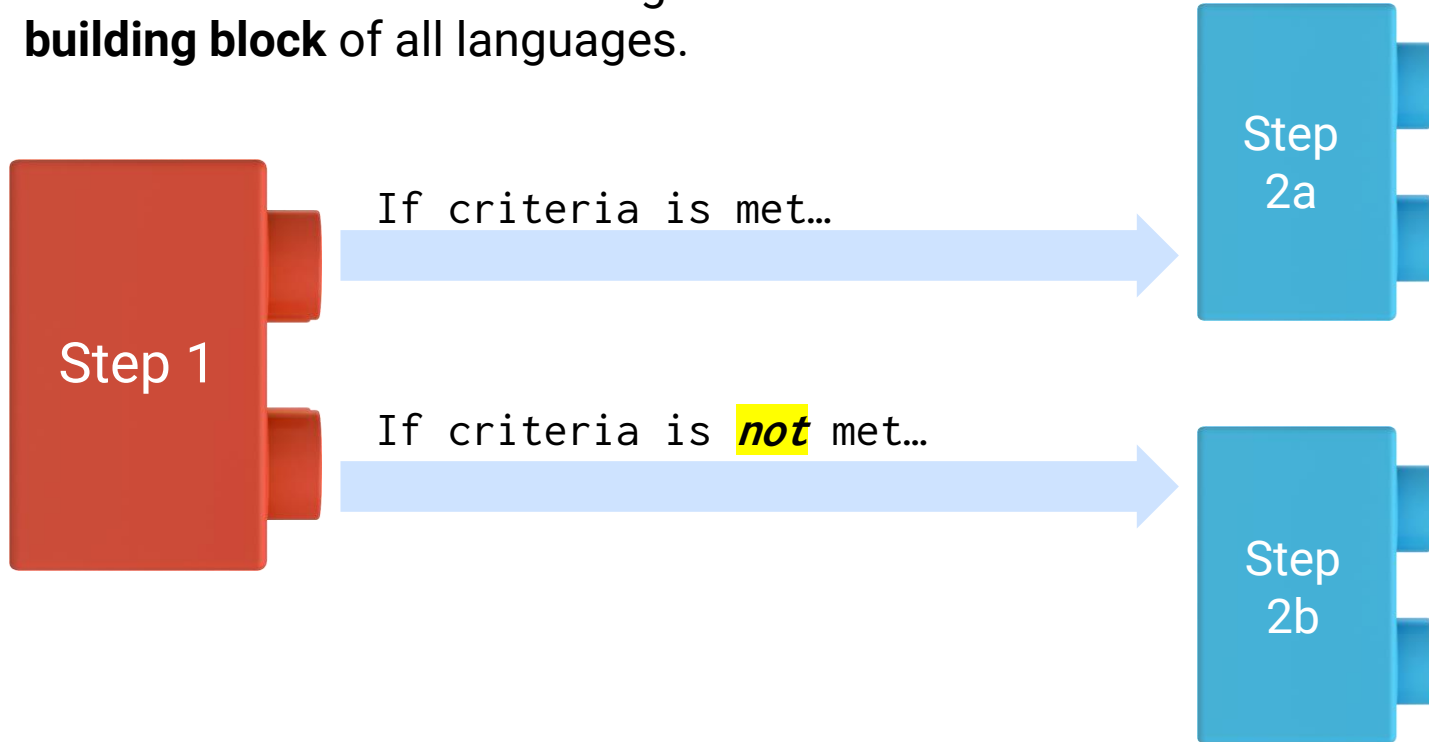 building block of all languages.
Step
2a
If criteria is met…
Step 1
If criteria is not met…
Step
2b